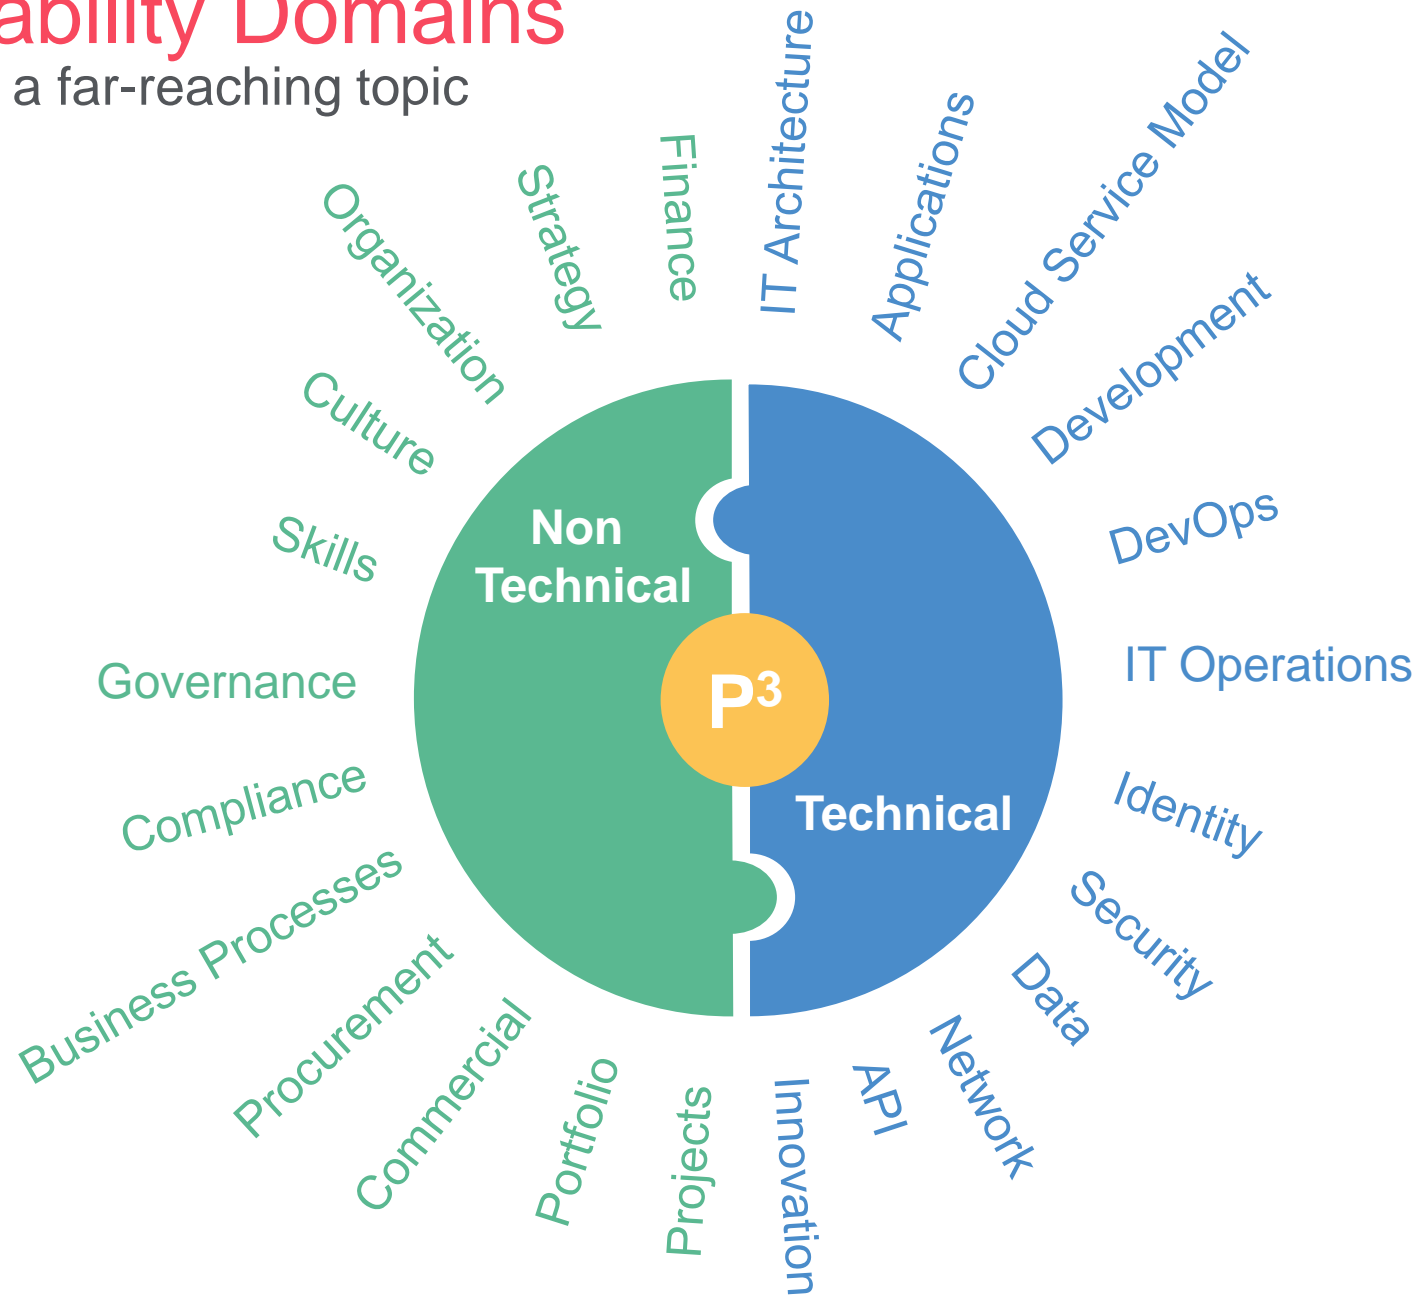 ability Domains
a far-reaching topic
Finance
Strategy
Organization
Culture
Skills
Governance
Compliance
Business Processes
Procurement
Commercial
Portfolio
Projects
IT Architecture
Applications
Cloud Service Model
Development
DevOps
IT Operations
Identity
Security
Data
Network
API
Innovation
Non
Technical
P³
Technical